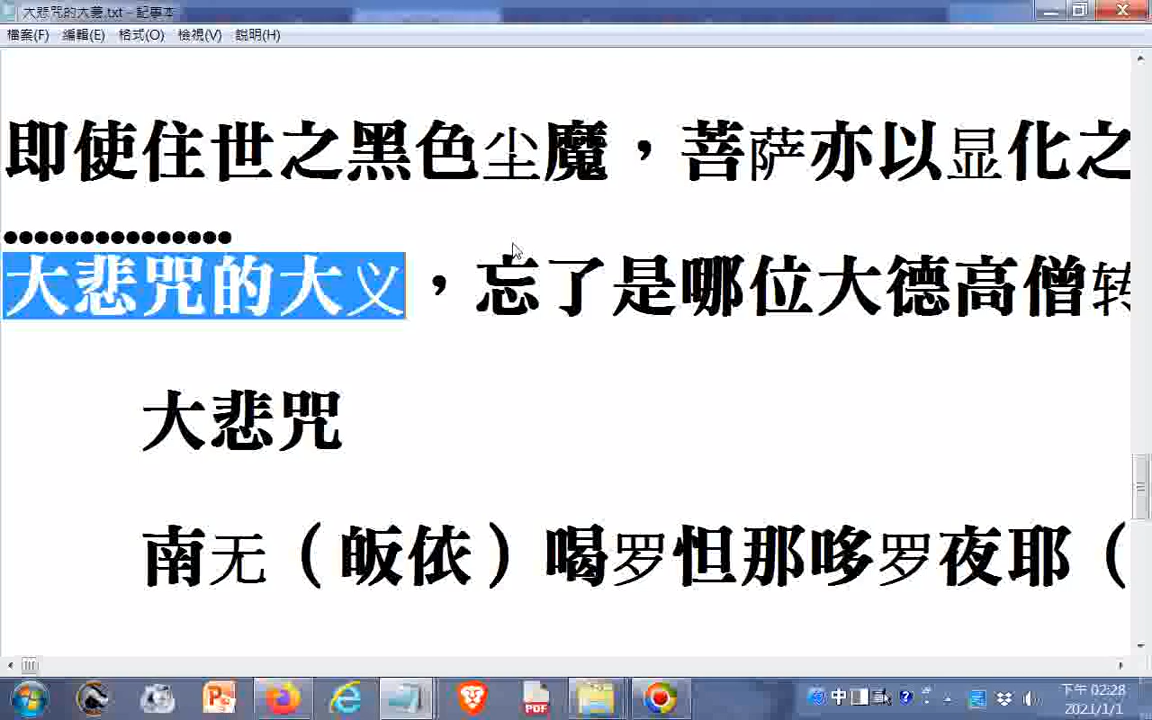 大悲咒的大義.txt - 記事本
檔案(F) 編輯(E) 格式(O) 檢視(V) 說明(H)
即使住世之黑色尘魔，菩萨亦以显化之
●●●●●●●●●●●●●●●
大悲咒的大义，忘了是哪位大德高僧转
大悲咒
南无（皈依）喝罗怛那哆罗夜耶（
PDF
中
下午 02:28
2021/1/1